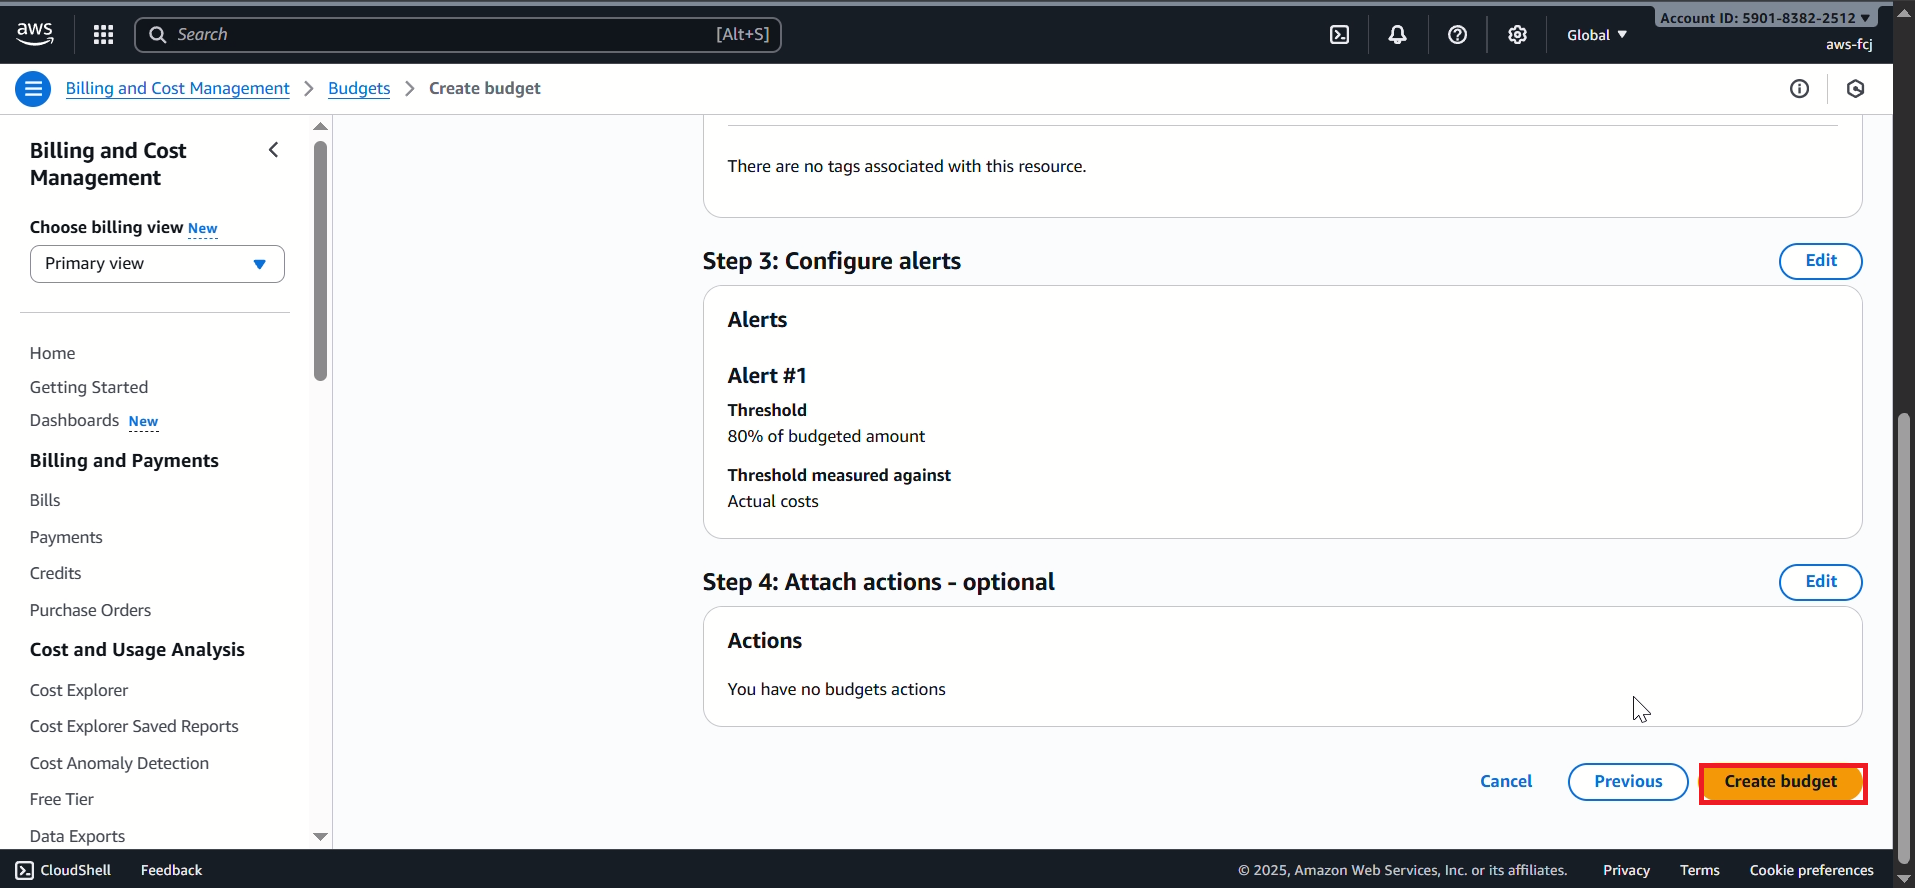 aws
Search
[Alt+S]
Global
Account ID: 5901-8382-2512
aws-fcj
Billing and Cost Management
Budgets
Create budget
Billing and Cost
Management
Choose billing view New
Primary view
Home
Getting Started
Dashboards New
Billing and Payments
Bills
Payments
Credits
Purchase Orders
Cost and Usage Analysis
Cost Explorer
Cost Explorer Saved Reports
Cost Anomaly Detection
Free Tier
Data Exports
There are no tags associated with this resource.
Step 3: Configure alerts
Edit
Alerts
Alert #1
Threshold
80% of budgeted amount
Threshold measured against
Actual costs
Step 4: Attach actions - optional
Edit
Actions
You have no budgets actions
Cancel
Previous
Create budget
CloudShell
Feedback
© 2025, Amazon Web Services, Inc. or its affiliates.
Privacy
Terms
Cookie preferences